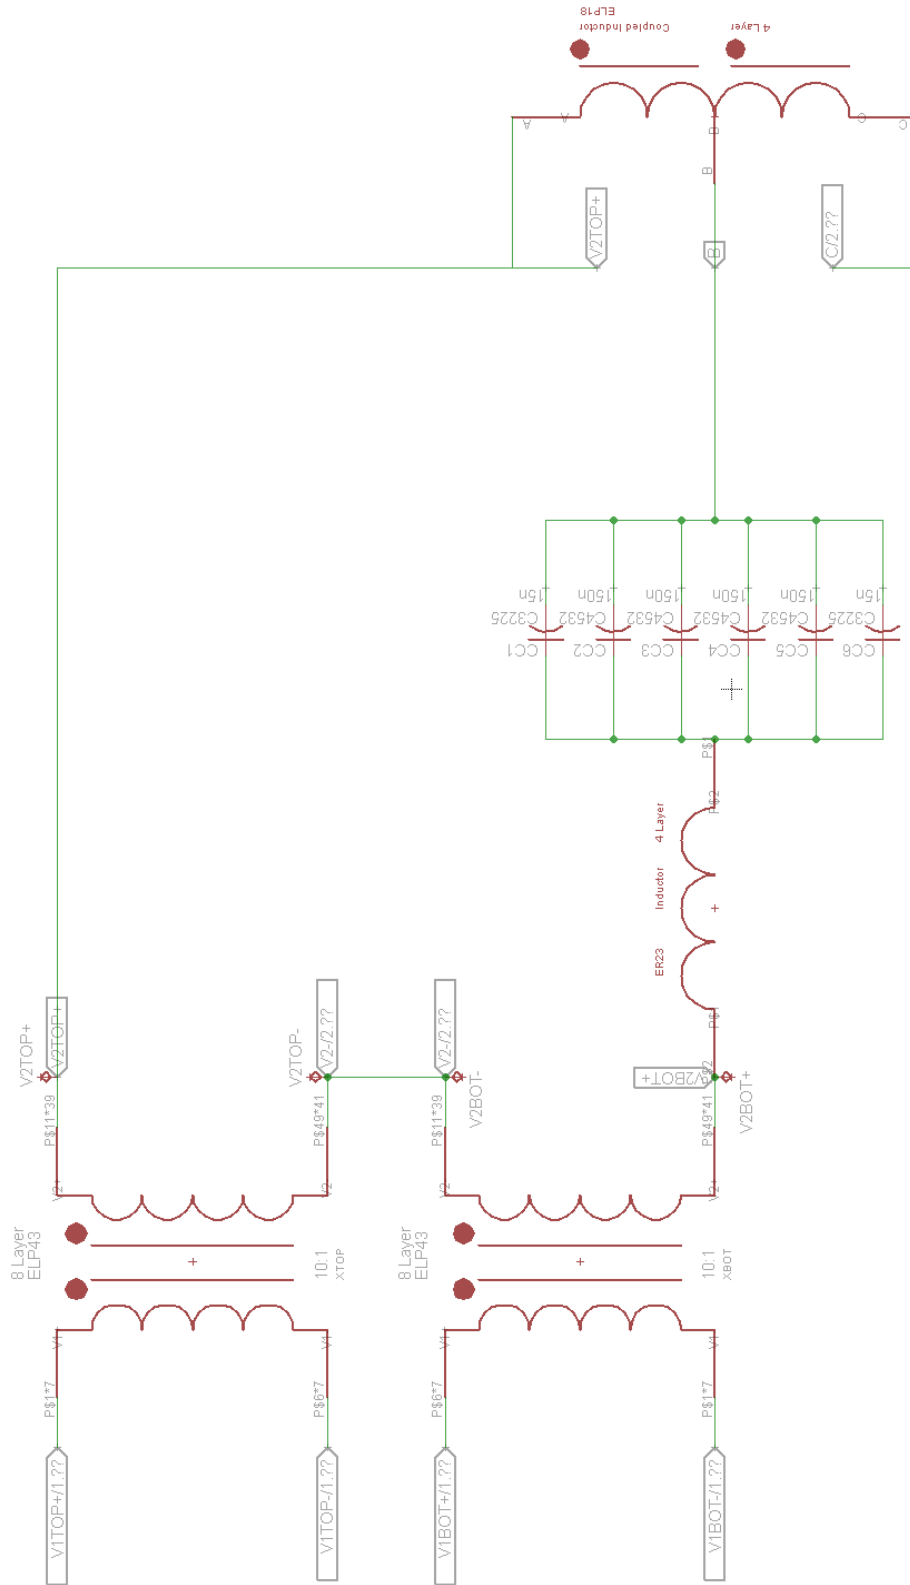 ELP18
Coupled Inductor
4 Layer
A
A
B
B
C
C
V2TOP+
B
C/2.??
15n
150n
150n
150n
150n
15n
C3225
C4532
C4532
C4532
C4532
C3225
CC1
CC2
CC3
CC4
CC5
CC6
P$1
P$2
4 Layer
Inductor
ER23
P$1
P$2
V2TOP+
V2TOP+
V2TOP-
V2-/2.??
V2-/2.??
V2BOT-
V2BOT+
V2BOT+
P$11*39
P$49*41
P$11*39
P$49*41
V2
V2
V2
8 Layer
ELP43
10:1
XTOP
8 Layer
ELP43
10:1
XBOT
V1
V1
V1
V1
P$1*7
P$6*7
P$6*7
P$1*7
V1TOP+/1.??
V1TOP-/1.??
V1BOT+/1.??
V1BOT-/1.??